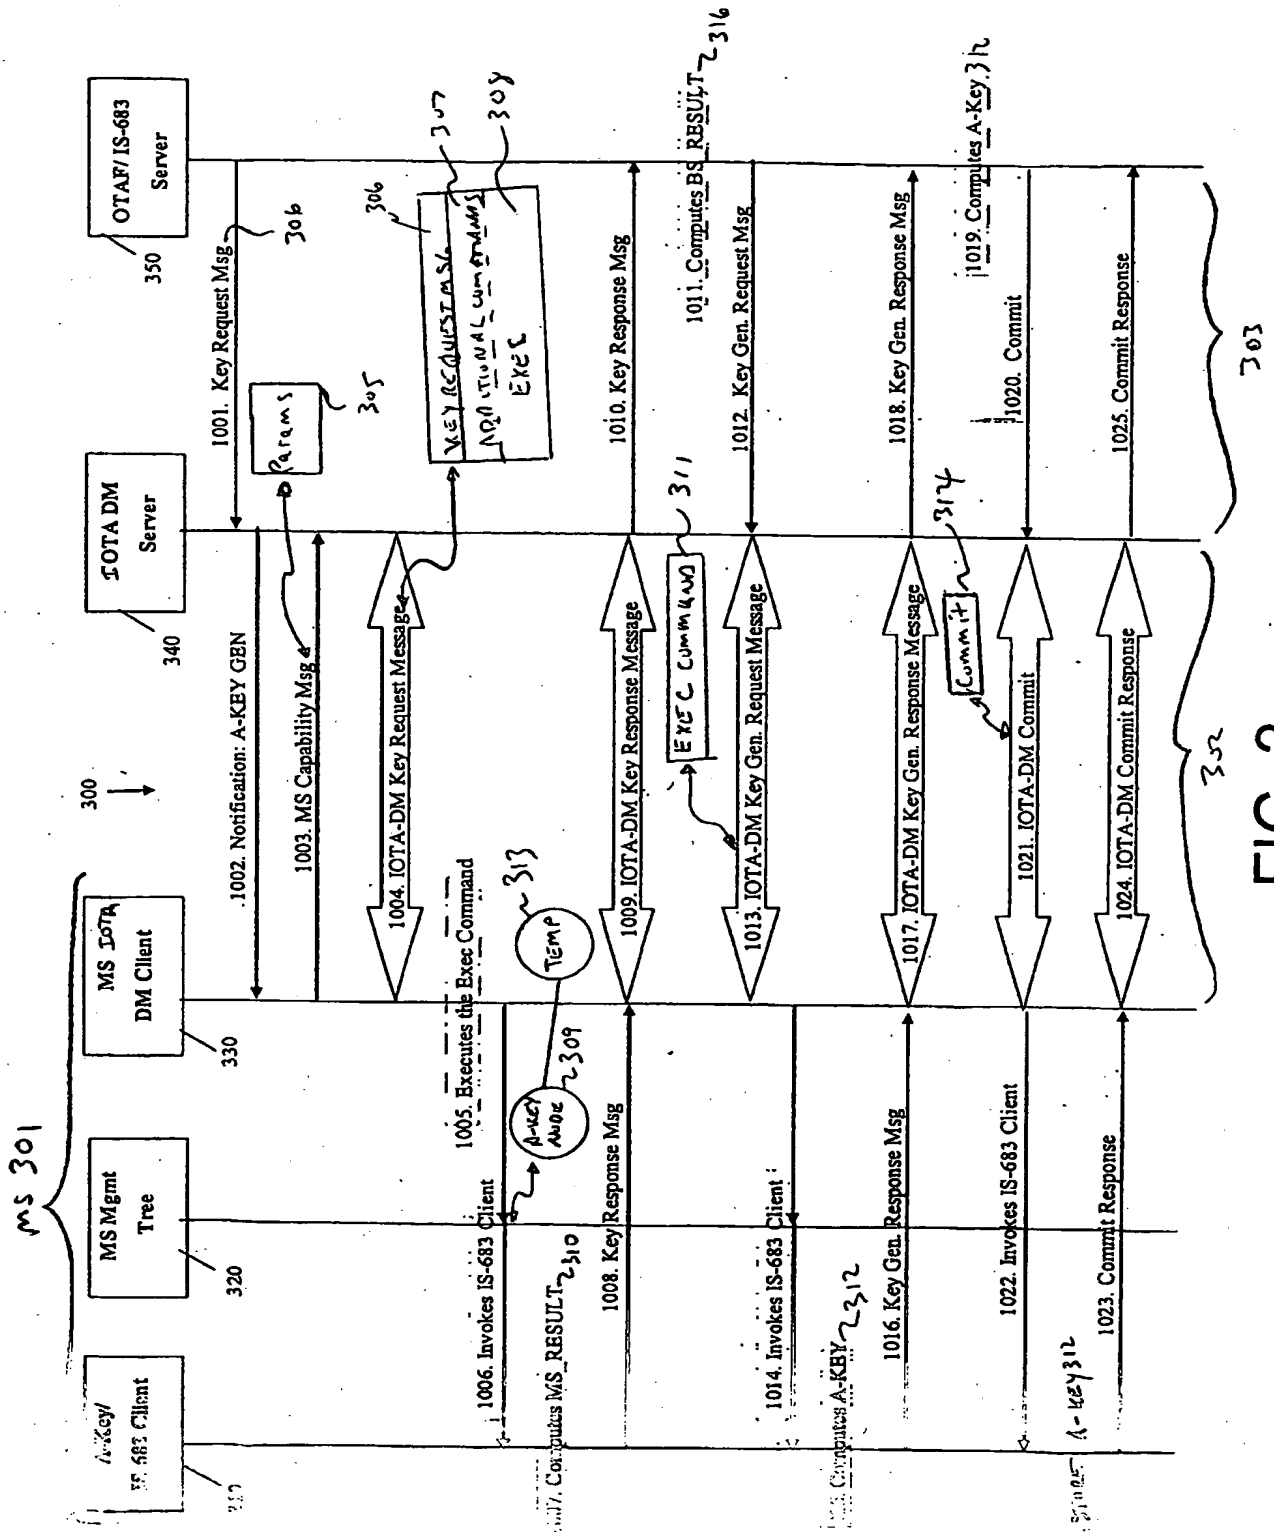 MS 301
A-Key/
IS-683 Client
MS Mgmt
Tree
320
MS IOTA
DM Client
330
300
IOTA DM
Server
340
OTAF/IS-683
Server
350
1001. Key Request Msg
306
1002. Notification: A-KEY GEN
Params
305
1003. MS Capability Msg
1004. IOTA-DM Key Request Message
306
KEY REQUEST MSG
307
ADDITIONAL COMMANDS
EXEC
308
1005. Executes the Exec Command
1006. Invokes IS-683 Client
A-KEY
NODE
309
TEMP
313
1007. Computes MS_RESULT
310
1008. Key Response Msg
1009. IOTA-DM Key Response Message
1010. Key Response Msg
1011. Computes BS_RESULT
316
EXEC COMMAND
311
1012. Key Gen. Request Msg
1013. IOTA-DM Key Gen. Request Message
1014. Invokes IS-683 Client
Computes A-KEY
312
1016. Key Gen. Response Msg
1017. IOTA-DM Key Gen. Response Message
1018. Key Gen. Response Msg
Commit
314
1019. Computes A-Key
312
1020. Commit
1021. IOTA-DM Commit
1022. Invokes IS-683 Client
A-KEY 312
1023. Commit Response
1024. IOTA-DM Commit Response
1025. Commit Response
302
303